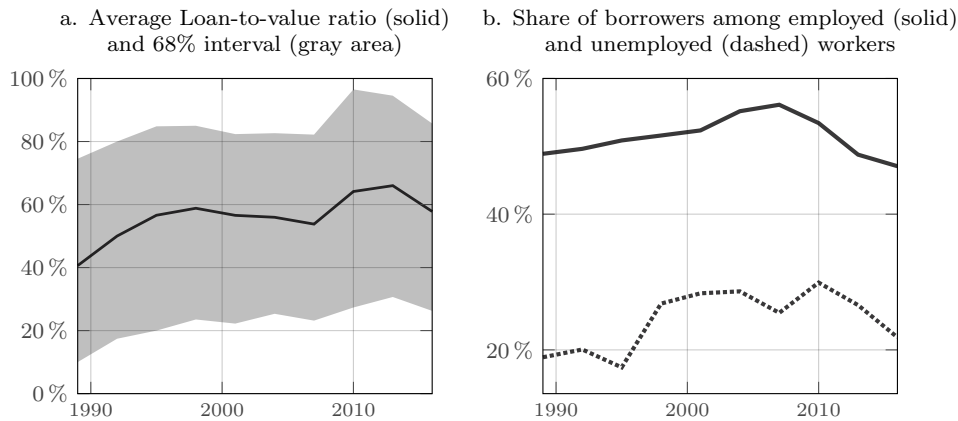 a. Average Loan-to-value ratio (solid)
and 68% interval (gray area)
100 %
80 %
60 %
40 %
20 %
0 %
1990 2000 2010
b. Share of borrowers among employed (solid)
and unemployed (dashed) workers
60 %
40 %
20 %
1990 2000 2010